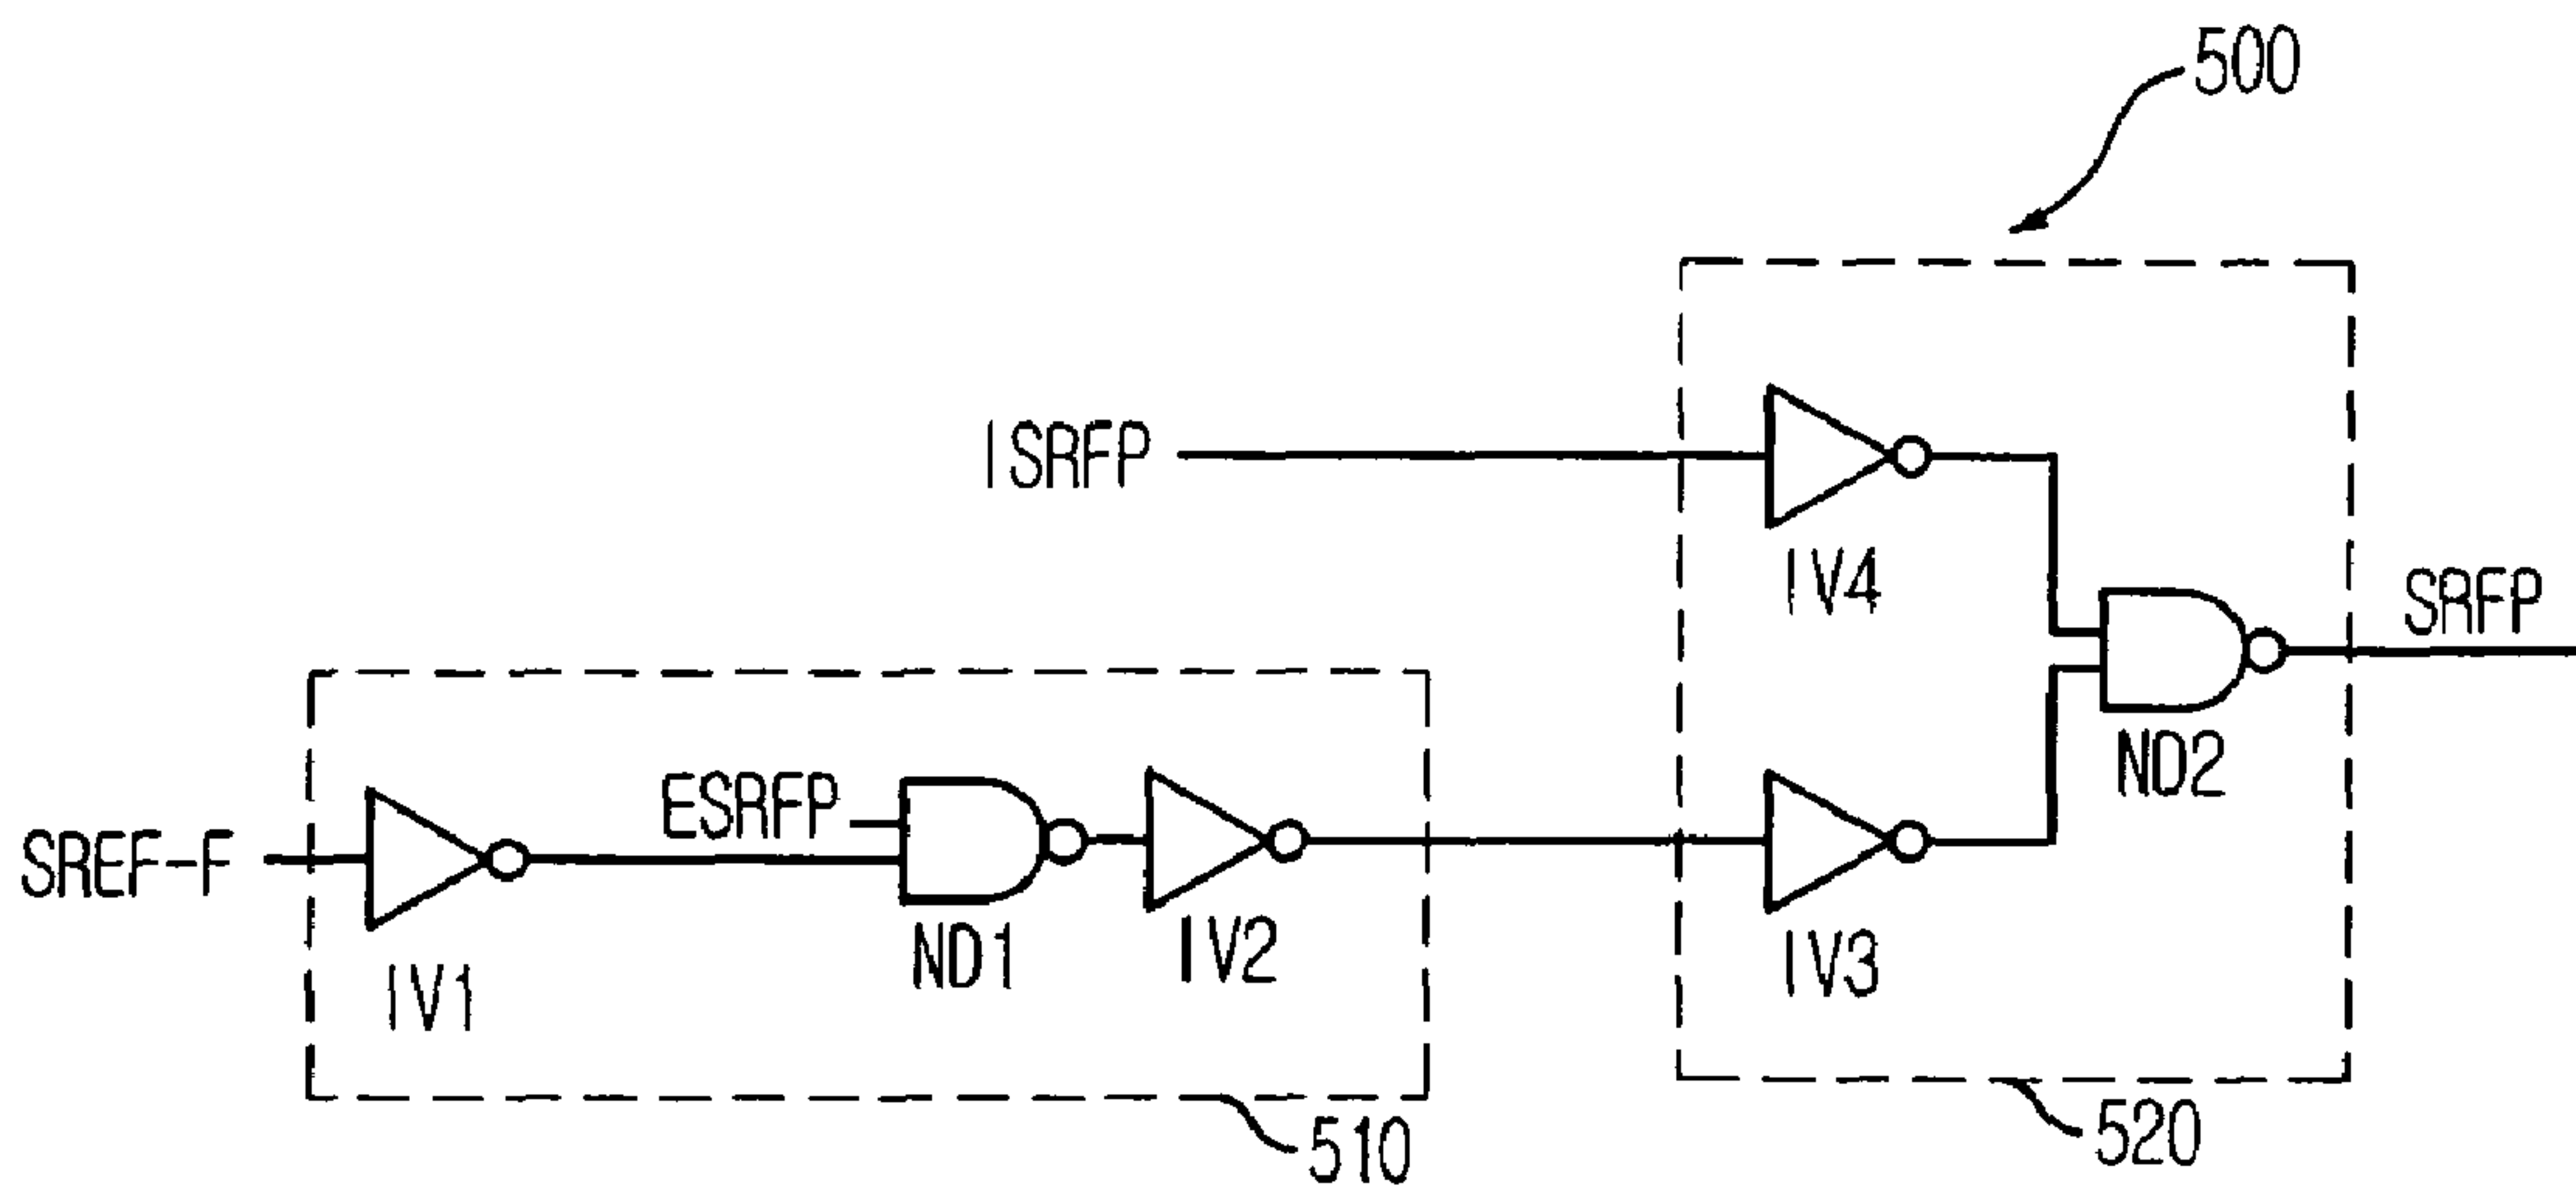 500
ISRFP
IV4
SRFP
ND2
SREF-F
ESRFP
IV1
ND1
IV2
IV3
510
520